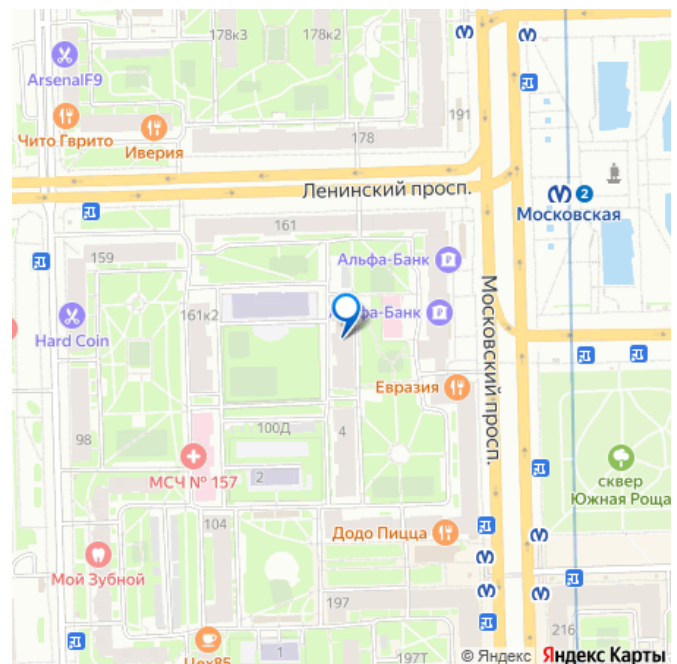 178к3
178к2
ArsenalF9
191
Чито Гврито
Иверия
178
Ленинский просп.
2
Московская
161
159
Альфа-Банк
161к2
фа-Банк
Hard Coin
Московский просп.
Евразия
100Д
4
98
МСЧ № 157
2
сквер
Южная Роща
104
Додо Пицца
Мой Зубной
197
216
Цех85
1
197Т
© Яндекс Яндекс Карты